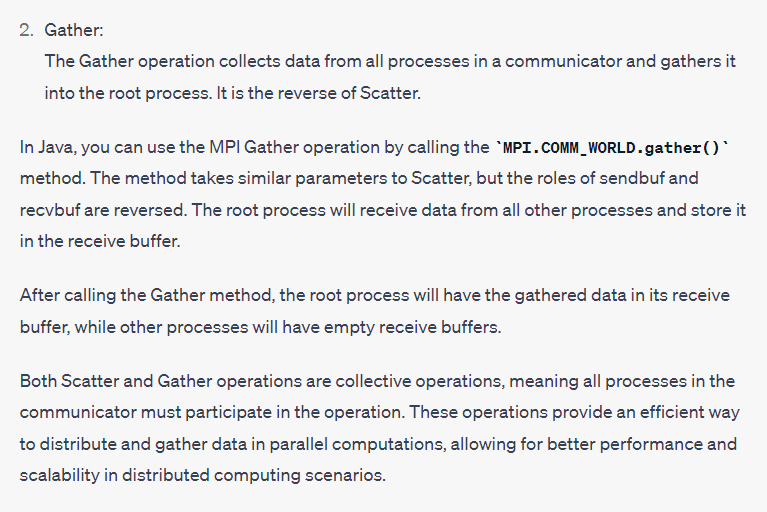 2. Gather:
The Gather operation collects data from all processes in a communicator and gathers it
into the root process. It is the reverse of Scatter.
In Java, you can use the MPI Gather operation by calling the `MPI.COMM_WORLD.gather()`
method. The method takes similar parameters to Scatter, but the roles of sendbuf and
recvbuf are reversed. The root process will receive data from all other processes and store it
in the receive buffer.
After calling the Gather method, the root process will have the gathered data in its receive
buffer, while other processes will have empty receive buffers.
Both Scatter and Gather operations are collective operations, meaning all processes in the
communicator must participate in the operation. These operations provide an efficient way
to distribute and gather data in parallel computations, allowing for better performance and
scalability in distributed computing scenarios.